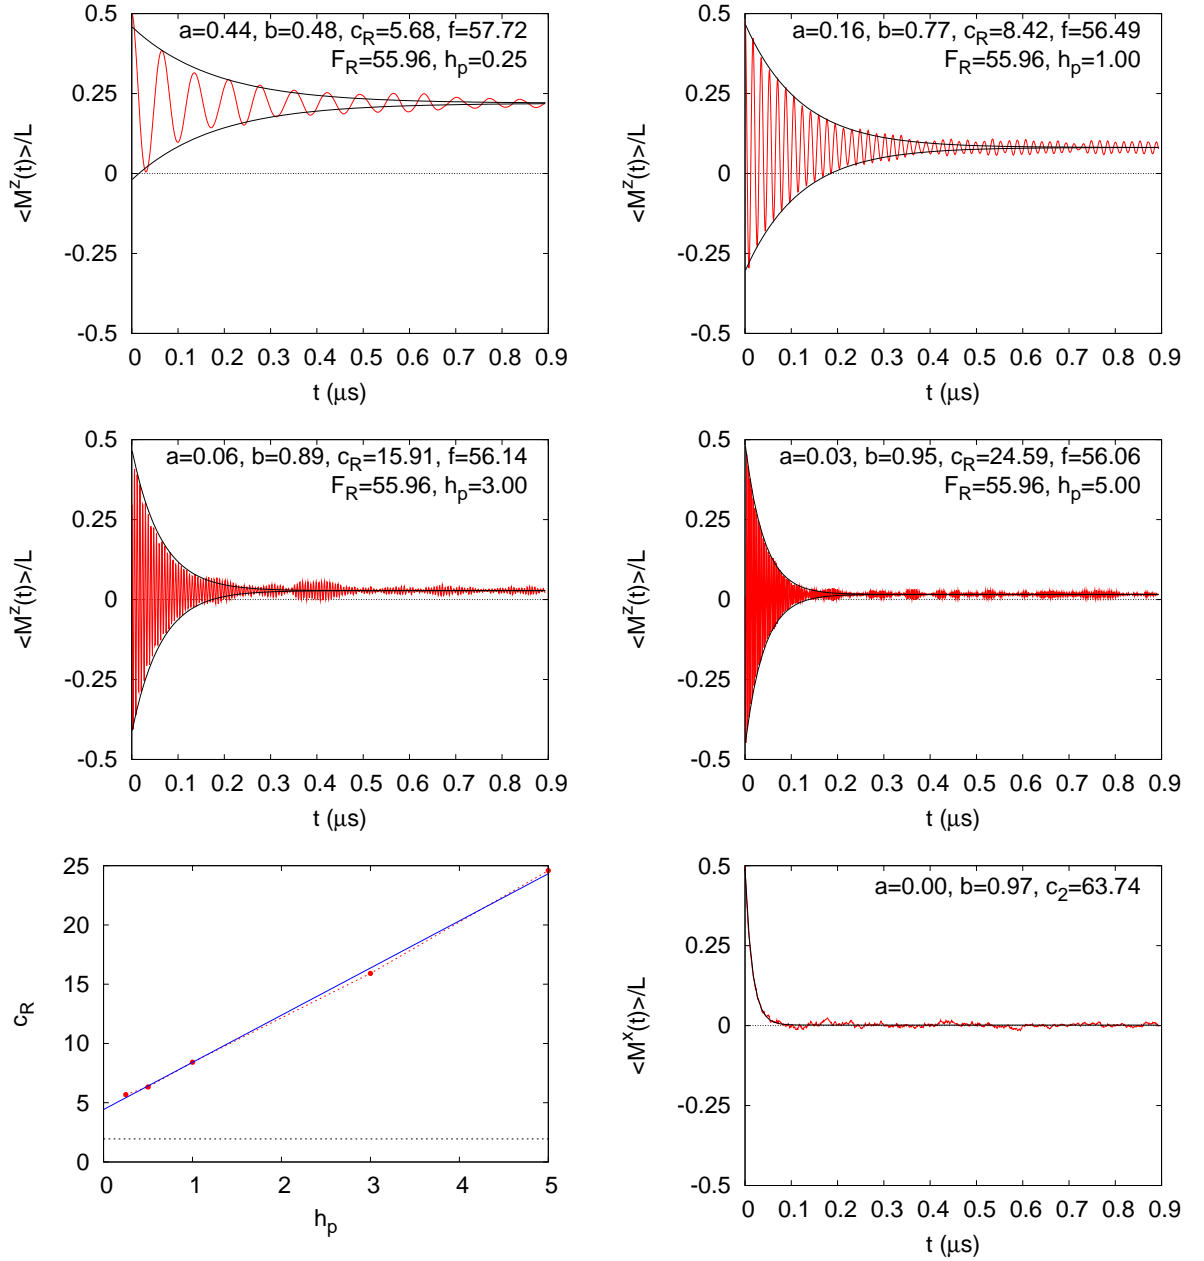 a=0.44, b=0.48, c_R=5.68, f=57.72
F_R=55.96, h_p=0.25
0.5
0.25
0
-0.25
-0.5
<M^z(t)>/L
0 0.1 0.2 0.3 0.4 0.5 0.6 0.7 0.8 0.9
t (μs)
a=0.16, b=0.77, c_R=8.42, f=56.49
F_R=55.96, h_p=1.00
0.5
0.25
0
-0.25
-0.5
<M^z(t)>/L
0 0.1 0.2 0.3 0.4 0.5 0.6 0.7 0.8 0.9
t (μs)
a=0.06, b=0.89, c_R=15.91, f=56.14
F_R=55.96, h_p=3.00
0.5
0.25
0
-0.25
-0.5
<M^z(t)>/L
0 0.1 0.2 0.3 0.4 0.5 0.6 0.7 0.8 0.9
t (μs)
a=0.03, b=0.95, c_R=24.59, f=56.06
F_R=55.96, h_p=5.00
0.5
0.25
0
-0.25
-0.5
<M^z(t)>/L
0 0.1 0.2 0.3 0.4 0.5 0.6 0.7 0.8 0.9
t (μs)
25
20
15
10
5
0
c_R
0 1 2 3 4 5
h_p
a=0.00, b=0.97, c_2=63.74
0.5
0.25
0
-0.25
-0.5
<M^x(t)>/L
0 0.1 0.2 0.3 0.4 0.5 0.6 0.7 0.8 0.9
t (μs)